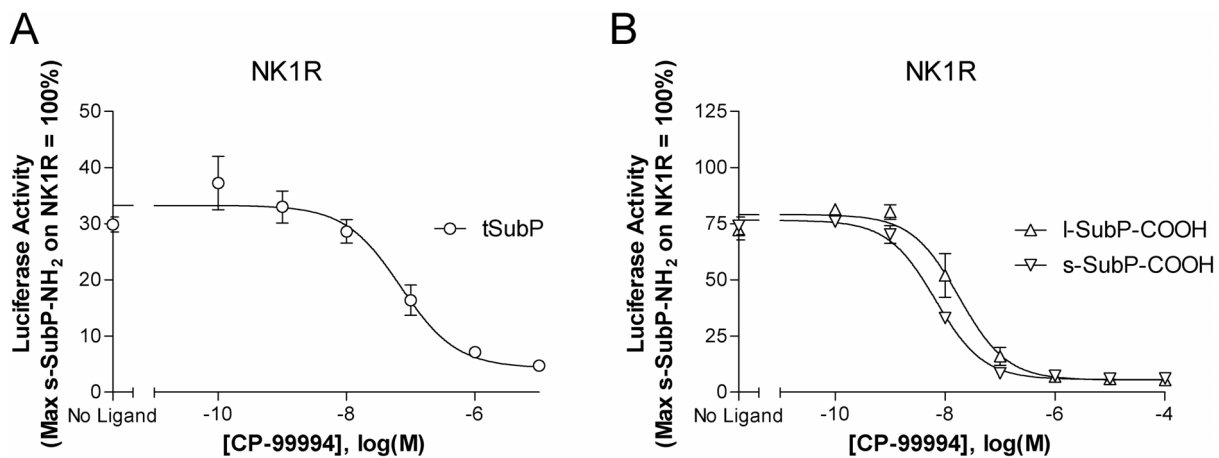 A
NK1R
Luciferase Activity
(Max s-SubP-NH2 on NK1R = 100%)
50
40
30
20
10
0
tSubP
No Ligand
-10
-8
-6
[CP-99994], log(M)
B
NK1R
Luciferase Activity
(Max s-SubP-NH2 on NK1R = 100%)
125
100
75
50
25
0
l-SubP-COOH
s-SubP-COOH
No Ligand
-10
-8
-6
-4
[CP-99994], log(M)